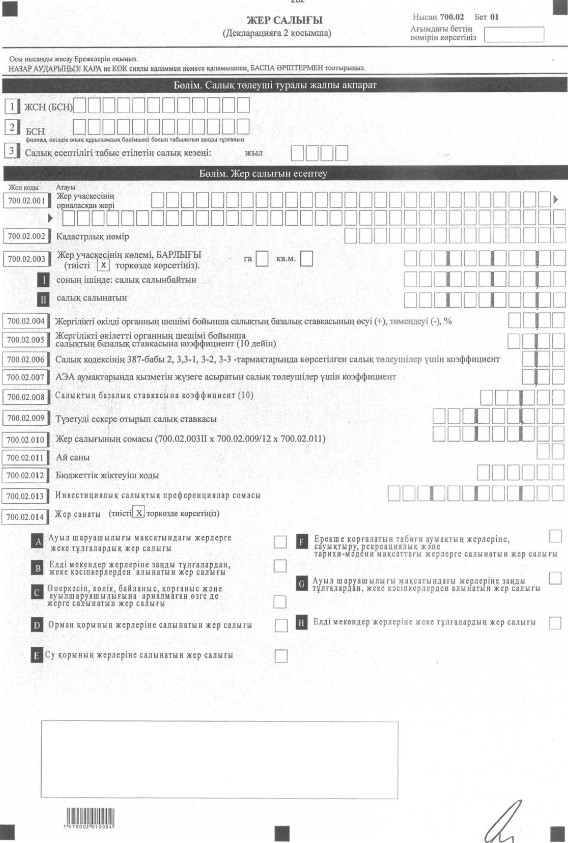 ЖЕР САЛЫҒЫ
(Декларацияға 2 қосымша)
Нысан 700.02 Бет 01
Ағымдағы беттің
нөмірін көрсетіңіз
Осы нысанды жасау Ережелерін оқыңыз.
НАЗАР АУДАРЫҢЫЗ! ҚАРА не КӨК сиялы қаламмен немесе қаламұшпен, БАСПА ӘРІПТЕРМЕН толтырыңыз.
Бөлім. Салық төлеуші туралы жалпы ақпарат
1 ЖСН (БСН)
2 БСН
филиал, өкілдік оның құрылымдық бөлімшесі болып табылатын заңды тұлғаның
3 Салық есептілігі табыс етілетін салық кезеңі: жыл
Бөлім. Жер салығын есептеу
Жол коды Атауы
700.02.001 Жер учаскесінің
орналасқан жері
700.02.002 Кадастрлық нөмір
700.02.003 Жер учаскесінің көлемі, БАРЛЫҒЫ
(тиісті X торкөзде көрсетіңіз). га кв.м.
I соның ішінде: салық салынбайтын
II салық салынатын
700.02.004 Жергілікті өкілді органның шешімі бойынша салықтың базалық ставкасының өсуі (+), төмендеуі (-), %
700.02.005 Жергілікті өкілетті органның шешімі бойынша
салықтың базалық ставкасына коэффициент (10 дейін)
700.02.006 Салық кодексінің 387-бабы 2, 3,3-1, 3-2, 3-3 -тармақтарында көрсетілген салық төлеушілер үшін коэффициент
700.02.007 АЭА аумақтарында қызметін жүзеге асыратын салық төлеушілер үшін коэффициент
700.02.008 Салықтың базалық ставкасына коэффициент (10)
700.02.009 Түзетуді ескере отырып салық ставкасы
700.02.010 Жер салығының сомасы (700.02.003II х 700.02.009/12 х 700.02.011)
700.02.011 Ай саны
700.02.012 Бюджеттік жіктеуіш коды
700.02.013 Инвестициялық салықтық преференциялар сомасы
700.02.014 Жер санаты (тиісті X торкөзде көрсетіңіз)
A Ауыл шаруашылығы мақсатындағы жерлерге
жеке тұлғалардың жер салығы
B Елді мекендер жерлеріне заңды тұлғалардан,
жеке кәсіпкерлерден алынатын жер салығы
C Өнеркәсіп, көлік, байланыс, қорғаныс және
ауылшаруашылығына арналмаған өзге де
жерге салынатын жер салығы
D Орман қорының жерлеріне салынатын жер салығы
E Су қорының жерлеріне салынатын жер салығы
F Ерекше қорғалатын табиғи аумақтың жерлеріне,
сауықтыру, рекреациялық және
тарихи-мәдени мақсаттағы жерлерге салынатын жер салығы
G Ауыл шаруашылығы мақсатындағы жерлеріне заңды
тұлғалардан, жеке кәсіпкерлерден алынатын жер салығы
H Елді мекендер жерлеріне жеке тұлғалардың жер салығы